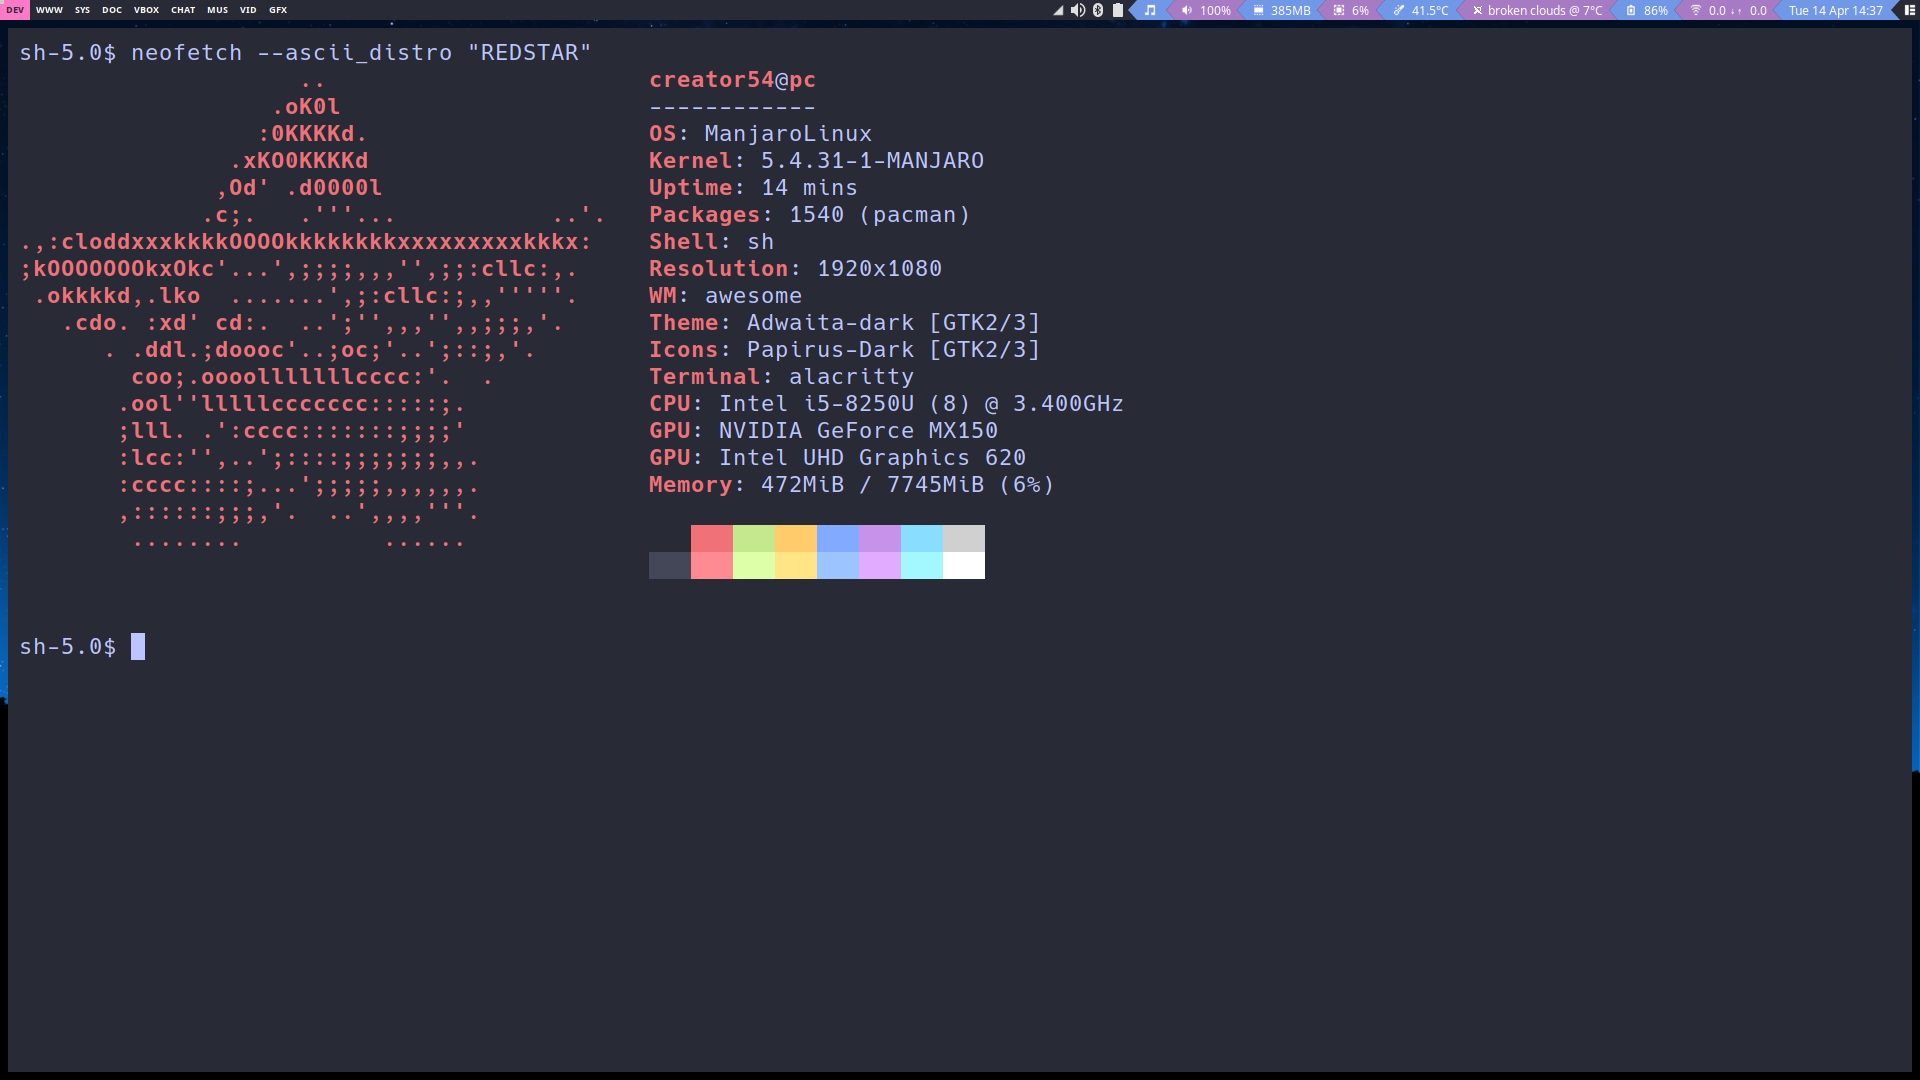 DEV WWW SYS DOC VBOX CHAT MUS VID GFX 100% 385MB 6% 41.5°C broken clouds @ 7°C 86% 0.0 ↓↑ 0.0 Tue 14 Apr 14:37
sh-5.0$ neofetch --ascii_distro "REDSTAR"
                    ..                       creator54@pc
                  .oK0l                      ------------
                 :0KKKKd.                    OS: ManjaroLinux
               .xKO0KKKKd                    Kernel: 5.4.31-1-MANJARO
              ,Od' .d0000l                   Uptime: 14 mins
             .c;.   .'''...           ..'.   Packages: 1540 (pacman)
.,:cloddxxxkkkkOOOOkkkkkkkkxxxxxxxxxkkkx:    Shell: sh
;kOOOOOOOkxOkc'...',;;;;,,,'',;;:cllc:,.     Resolution: 1920x1080
 .okkkkd,.lko  .......',;:cllc:;,,'''''.     WM: awesome
   .cdo. :xd' cd:.  ..';'',,,'',,;;;,'.      Theme: Adwaita-dark [GTK2/3]
      . .ddl.;doooc'..;oc;'..';::;,'.        Icons: Papirus-Dark [GTK2/3]
        coo;.oooolllllllcccc:'.  .           Terminal: alacritty
       .ool''lllllccccccc:::::;.             CPU: Intel i5-8250U (8) @ 3.400GHz
       ;lll. .':cccc:::::::;;;;'             GPU: NVIDIA GeForce MX150
       :lcc:'',..';:::::;;;;;;;,,.           GPU: Intel UHD Graphics 620
       :cccc::::;...';;;;;,,,,,,,.           Memory: 472MiB / 7745MiB (6%)
       ,::::::;;;,'.  ..',,,,'''.
        ........          ......
sh-5.0$